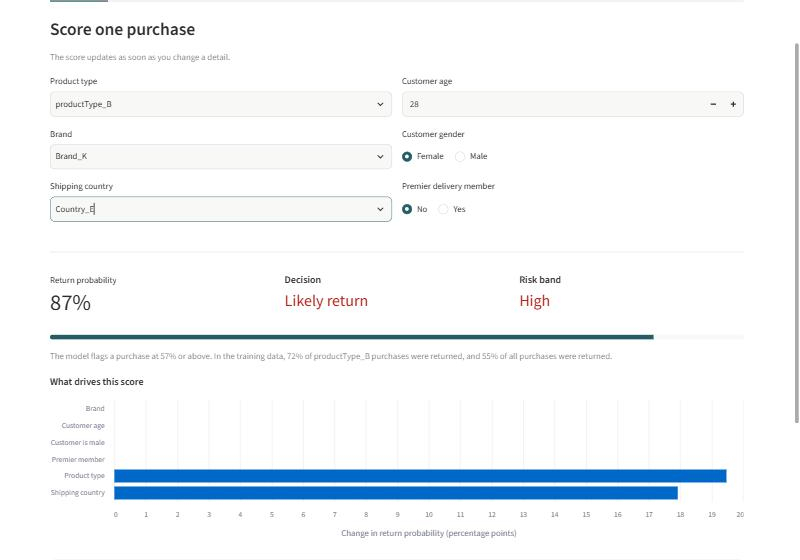 Score one purchase
The score updates as soon as you change a detail.
Product type
Customer age
productType_B
28
Brand
Customer gender
Brand_K
Female
Male
Shipping country
Premier delivery member
Country_E
No
Yes
Return probability
Decision
Risk band
87%
Likely return
High
The model flags a purchase at 57% or above. In the training data, 72% of productType_B purchases were returned, and 55% of all purchases were returned.
What drives this score
Brand
Customer age
Customer is male
Premier member
Product type
Shipping country
0 1 2 3 4 5 6 7 8 9 10 11 12 13 14 15 16 17 18 19 20
Change in return probability (percentage points)